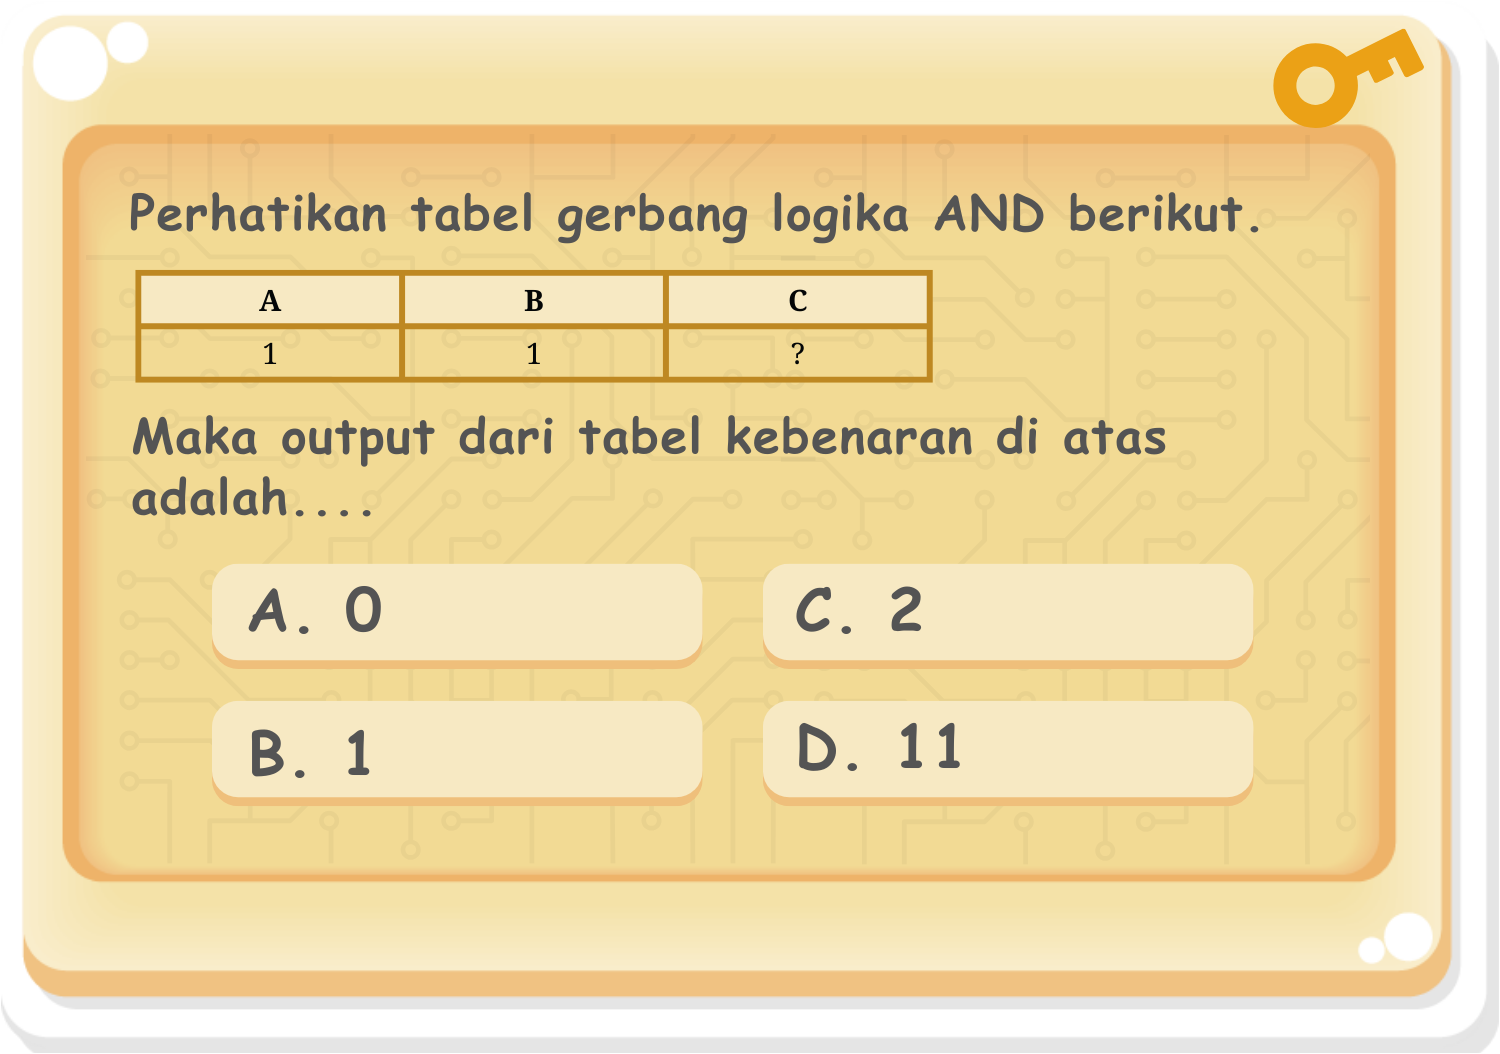 Perhatikan tabel gerbang logika AND berikut.
A B C
1 1 ?
Maka output dari tabel kebenaran di atas
adalah....
A. 0
C. 2
B. 1
D. 11